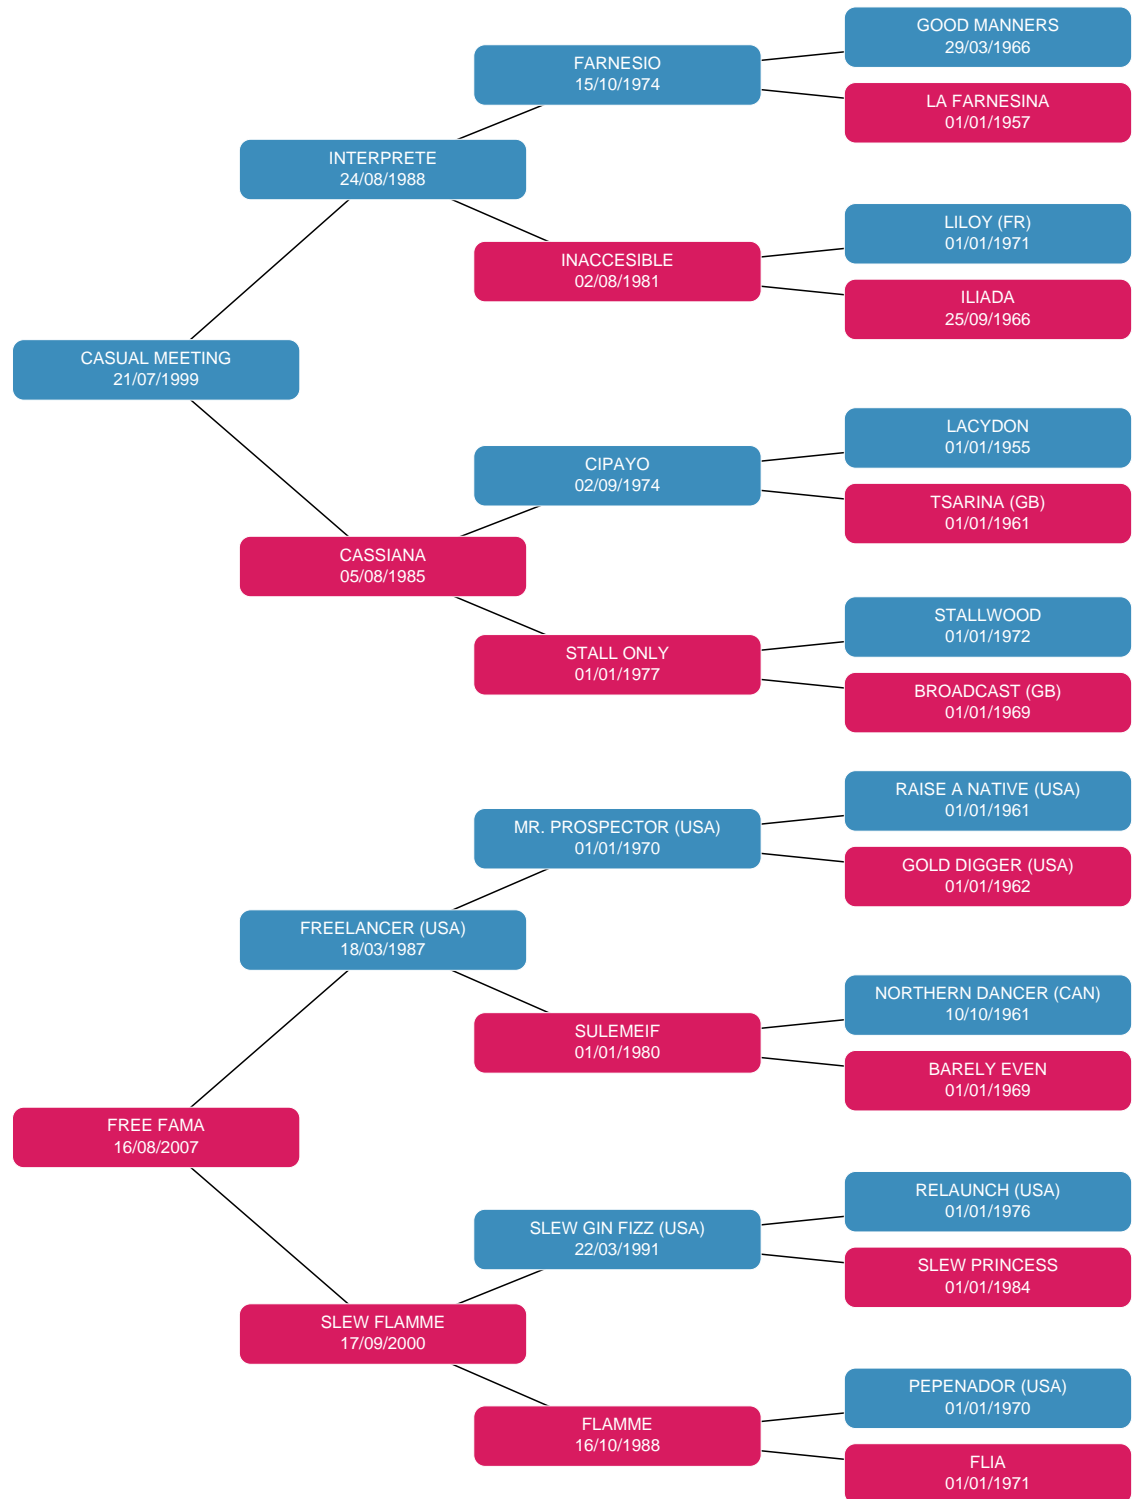 GOOD MANNERS
29/03/1966
FARNESIO
15/10/1974
LA FARNESINA
01/01/1957
INTERPRETE
24/08/1988
LILOY (FR)
01/01/1971
INACCESIBLE
02/08/1981
ILIADA
25/09/1966
CASUAL MEETING
21/07/1999
LACYDON
01/01/1955
CIPAYO
02/09/1974
TSARINA (GB)
01/01/1961
CASSIANA
05/08/1985
STALLWOOD
01/01/1972
STALL ONLY
01/01/1977
BROADCAST (GB)
01/01/1969
RAISE A NATIVE (USA)
01/01/1961
MR. PROSPECTOR (USA)
01/01/1970
GOLD DIGGER (USA)
01/01/1962
FREELANCER (USA)
18/03/1987
NORTHERN DANCER (CAN)
10/10/1961
SULEMEIF
01/01/1980
BARELY EVEN
01/01/1969
FREE FAMA
16/08/2007
RELAUNCH (USA)
01/01/1976
SLEW GIN FIZZ (USA)
22/03/1991
SLEW PRINCESS
01/01/1984
SLEW FLAMME
17/09/2000
PEPENADOR (USA)
01/01/1970
FLAMME
16/10/1988
FLIA
01/01/1971